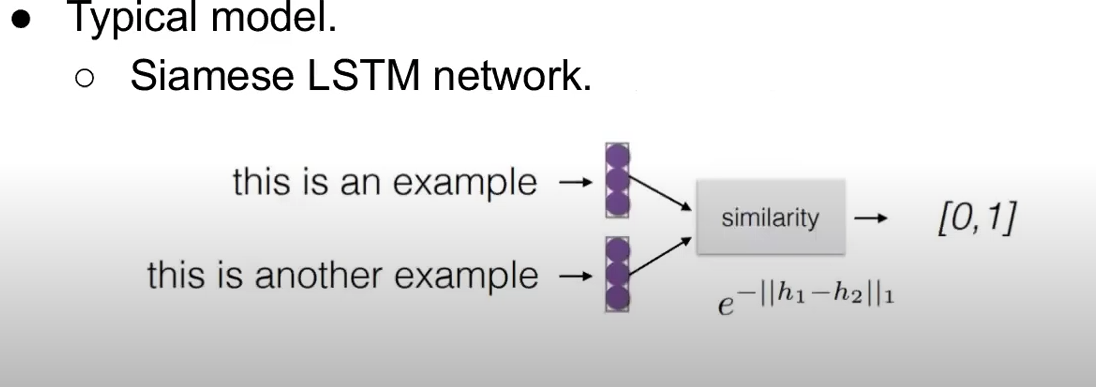 ● Typical model.
○ Siamese LSTM network.
this is an example →
this is another example →
similarity → [0, 1]
e^{-||h₁-h₂||₁}